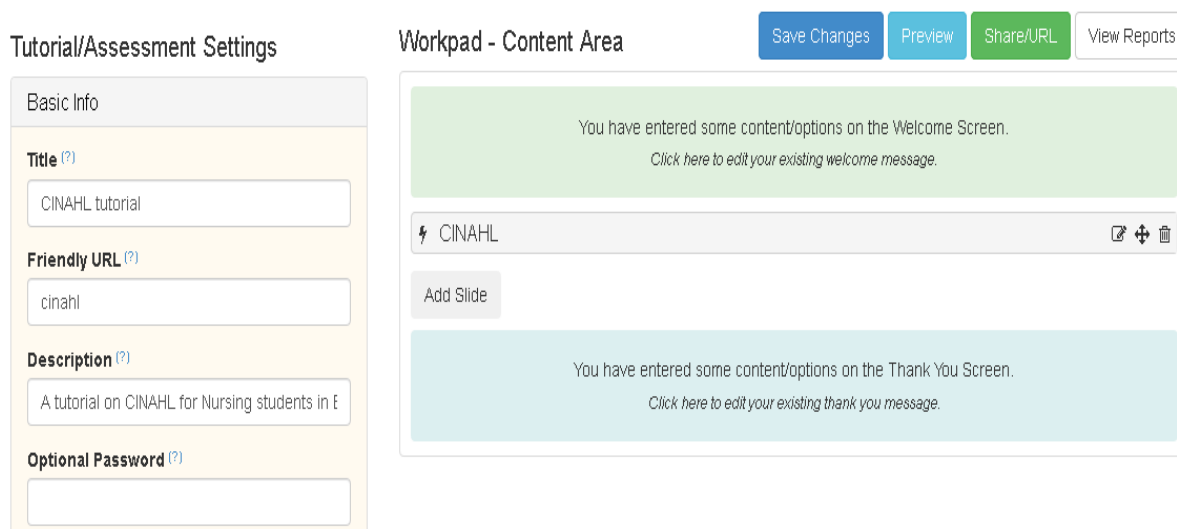 Tutorial/Assessment Settings
Basic Info
Title (?)
CINAHL tutorial
Friendly URL (?)
cinahl
Description (?)
A tutorial on CINAHL for Nursing students in E
Optional Password (?)
Workpad - Content Area
Save Changes
Preview
Share/URL
View Reports
You have entered some content/options on the Welcome Screen.
Click here to edit your existing welcome message.
CINAHL
Add Slide
You have entered some content/options on the Thank You Screen.
Click here to edit your existing thank you message.